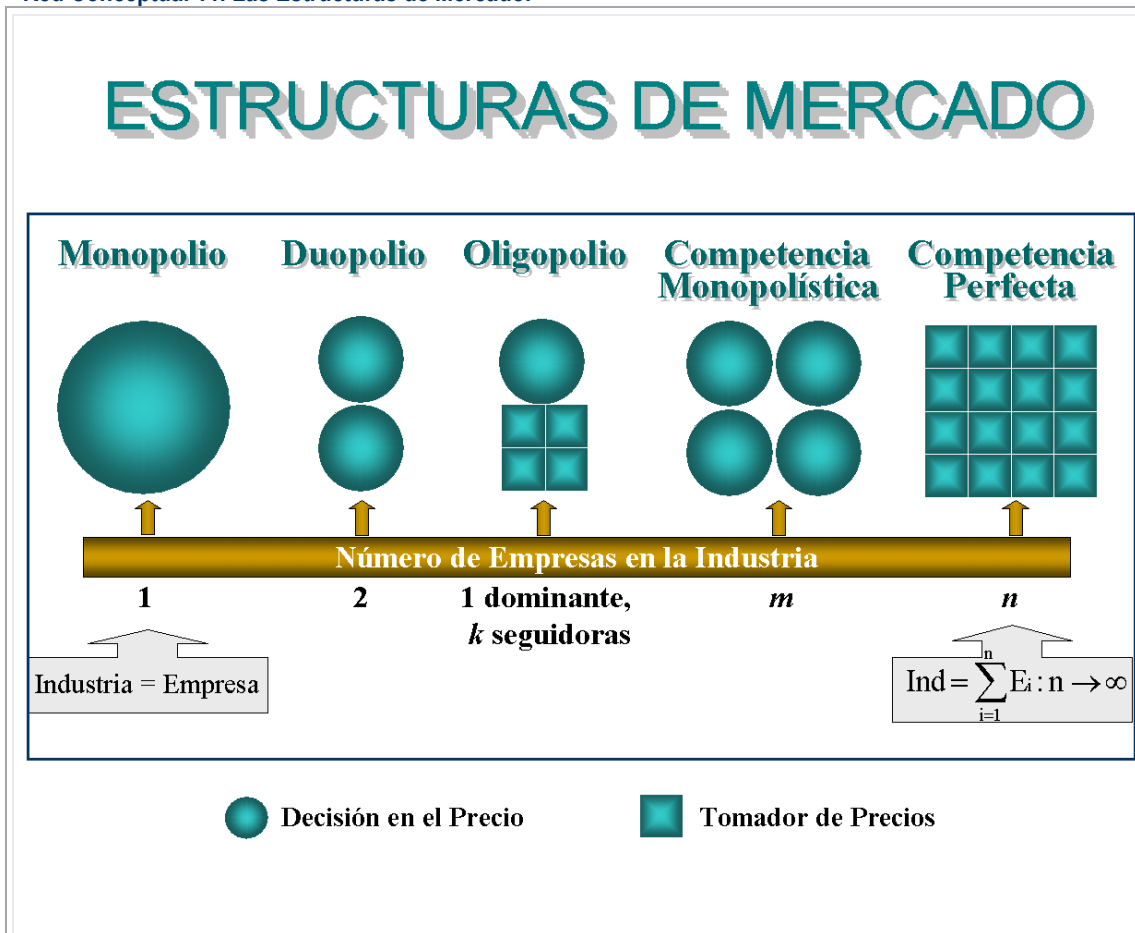 ESTRUCTURAS DE MERCADO
Monopolio
Duopolio
Oligopolio
Competencia
Monopolística
Competencia
Perfecta
Número de Empresas en la Industria
1
2
1 dominante,
k seguidoras
m
n
Industria = Empresa
Ind = ∑ᵢ₌₁ⁿ Eᵢ : n → ∞
Decisión en el Precio
Tomador de Precios